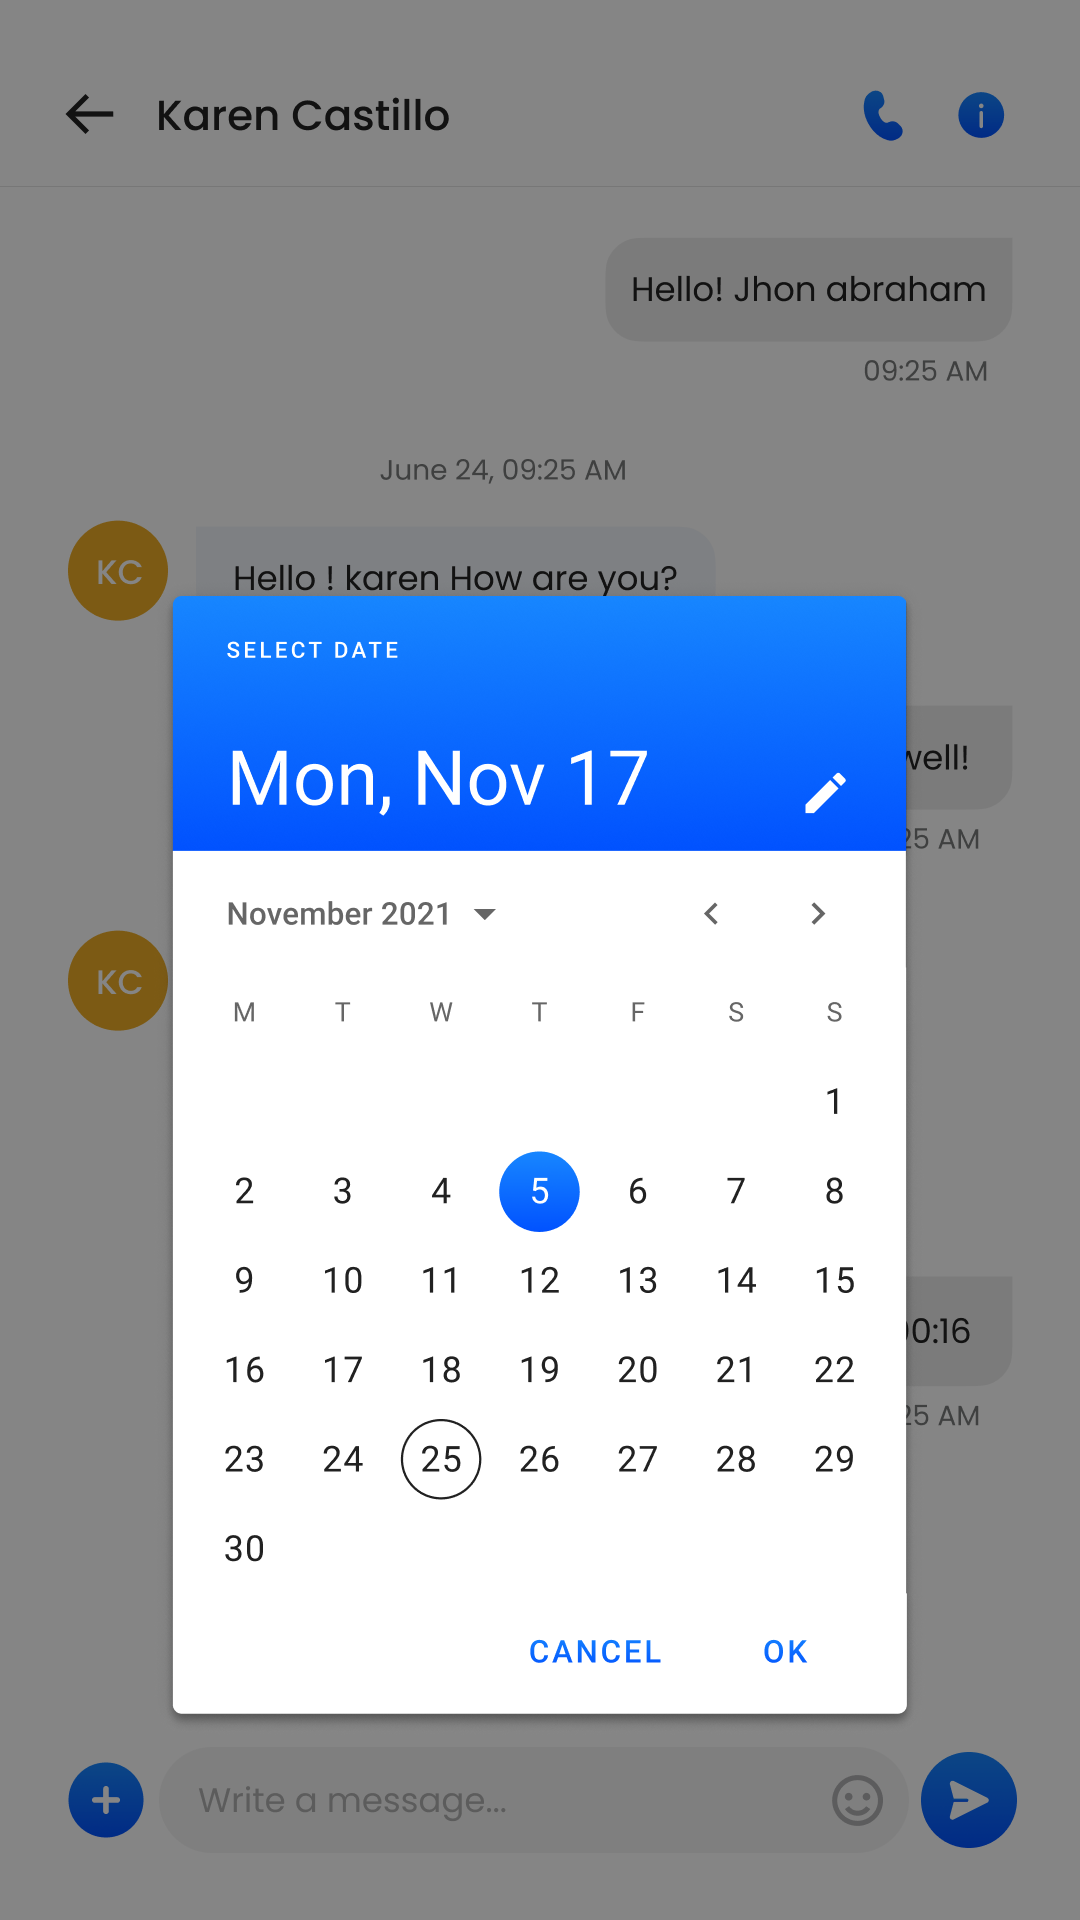 Karen Castillo
Hello! Jhon abraham
09:25 AM
June 24, 09:25 AM
KC
Hello ! karen How are you?
SELECT DATE
Mon, Nov 17
well!
25 AM
November 2021
KC
M T W T F S S
1
2 3 4 5 6 7 8
9 10 11 12 13 14 15
16 17 18 19 20 21 22
23 24 25 26 27 28 29
30
00:16
25 AM
CANCEL OK
Write a message...